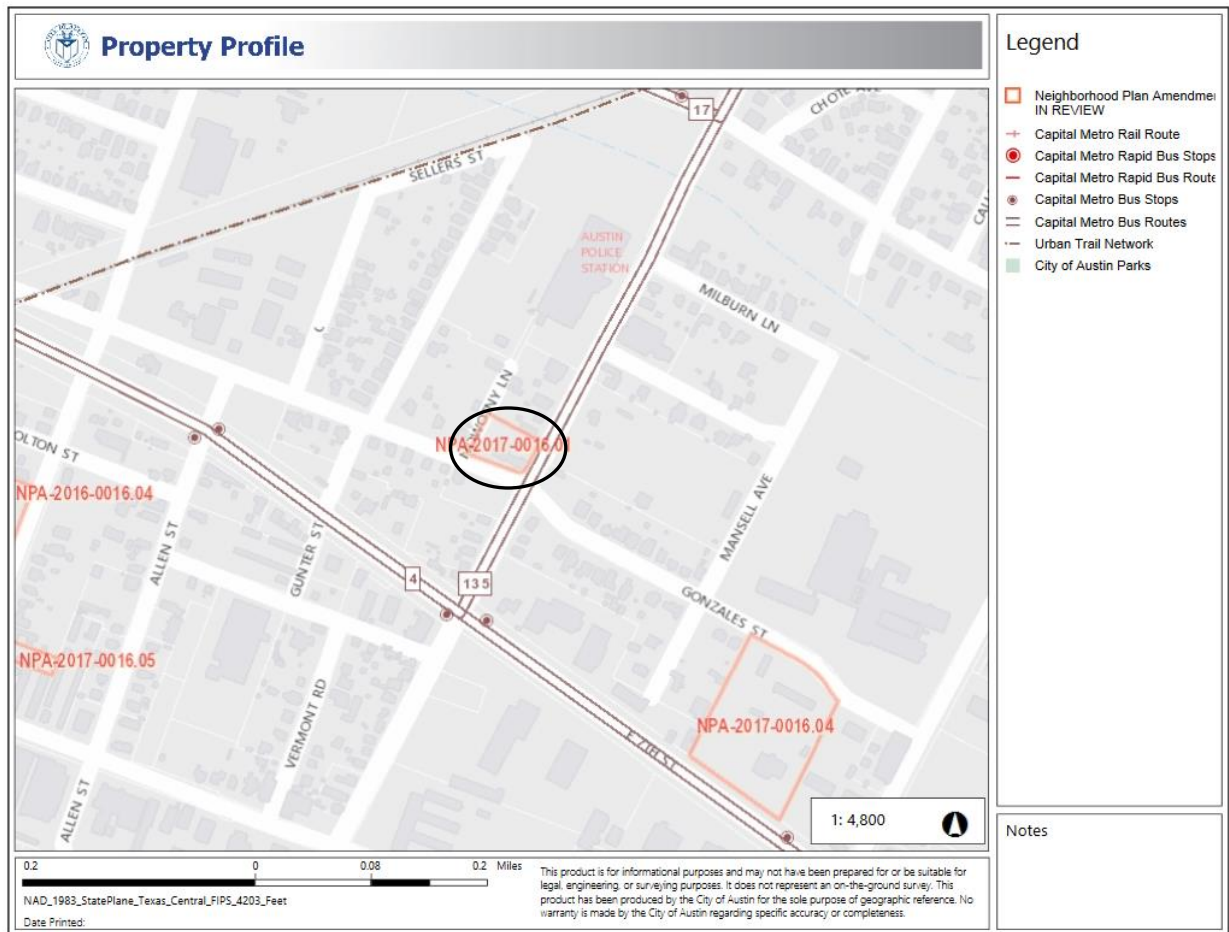 Property Profile
Legend
Neighborhood Plan Amendmer
IN REVIEW
Capital Metro Rail Route
Capital Metro Rapid Bus Stops
Capital Metro Rapid Bus Route
Capital Metro Bus Stops
Capital Metro Bus Routes
Urban Trail Network
City of Austin Parks
17
CHOTE AVE
SELLERS ST
AUSTIN
POLICE
STATION
MILBURN LN
NPA-2017-0016.01
OLTON ST
NPA-2016-0016.04
ALLEN ST
GUNTER ST
MANSELL AVE
4
135
GONZALES ST
NPA-2017-0016.05
VERMONT RD
NPA-2017-0016.04
E 7TH ST
ALLEN ST
1: 4,800
Notes
0.2 0 0.08 0.2 Miles
NAD_1983_StatePlane_Texas_Central_FIPS_4203_Feet
Date Printed:
This product is for informational purposes and may not have been prepared for or be suitable for
legal, engineering, or surveying purposes. It does not represent an on-the-ground survey. This
product has been produced by the City of Austin for the sole purpose of geographic reference. No
warranty is made by the City of Austin regarding specific accuracy or completeness.